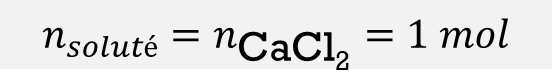 n_soluté = n_CaCl₂ = 1 mol